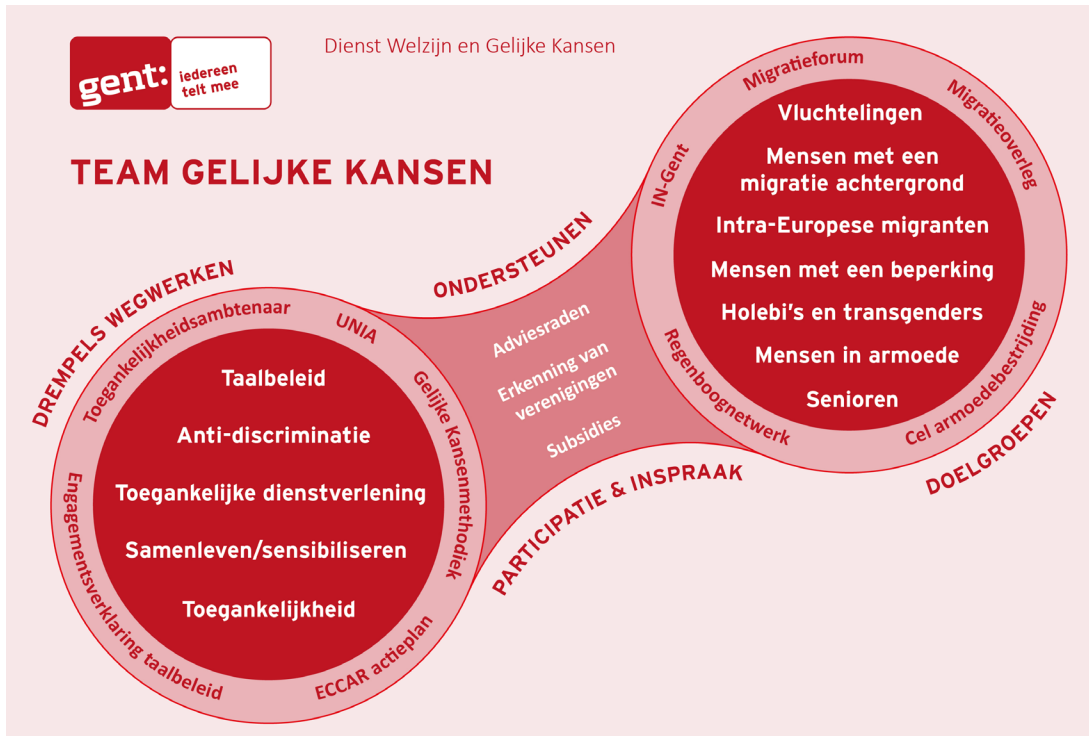 gent:
iedereen
telt mee
Dienst Welzijn en Gelijke Kansen
TEAM GELIJKE KANSEN
DREMPELS WEGWERKEN
Toegankelijkheidsambtenaar
UNIA
Gelijke Kansenmethodiek
ECCAR actieplan
Engagementsverklaring taalbeleid
Taalbeleid
Anti-discriminatie
Toegankelijke dienstverlening
Samenleven/sensibiliseren
Toegankelijkheid
ONDERSTEUNEN
Adviesraden
Erkenning van
verenigingen
Subsidies
PARTICIPATIE & INSPRAAK
IN-Gent
Migratieforum
Migratieoverleg
Cel armoedebestrijding
Regenboognetwerk
Vluchtelingen
Mensen met een
migratie achtergrond
Intra-Europese migranten
Mensen met een beperking
Holebi's en transgenders
Mensen in armoede
Senioren
DOELGROEPEN